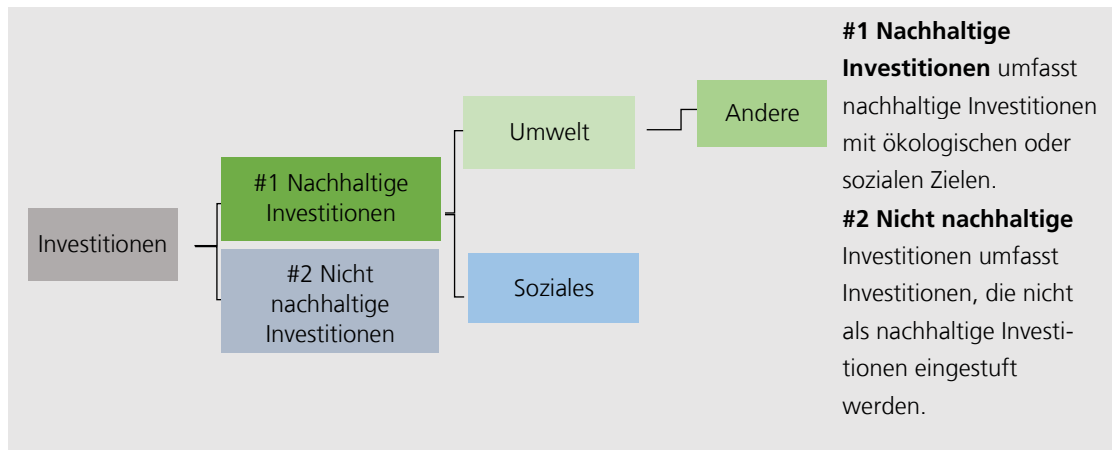 Investitionen
#1 Nachhaltige
Investitionen
#2 Nicht
nachhaltige
Investitionen
Umwelt
Soziales
Andere
#1 Nachhaltige
Investitionen umfasst
nachhaltige Investitionen
mit ökologischen oder
sozialen Zielen.
#2 Nicht nachhaltige
Investitionen umfasst
Investitionen, die nicht
als nachhaltige Investi-
tionen eingestuft
werden.